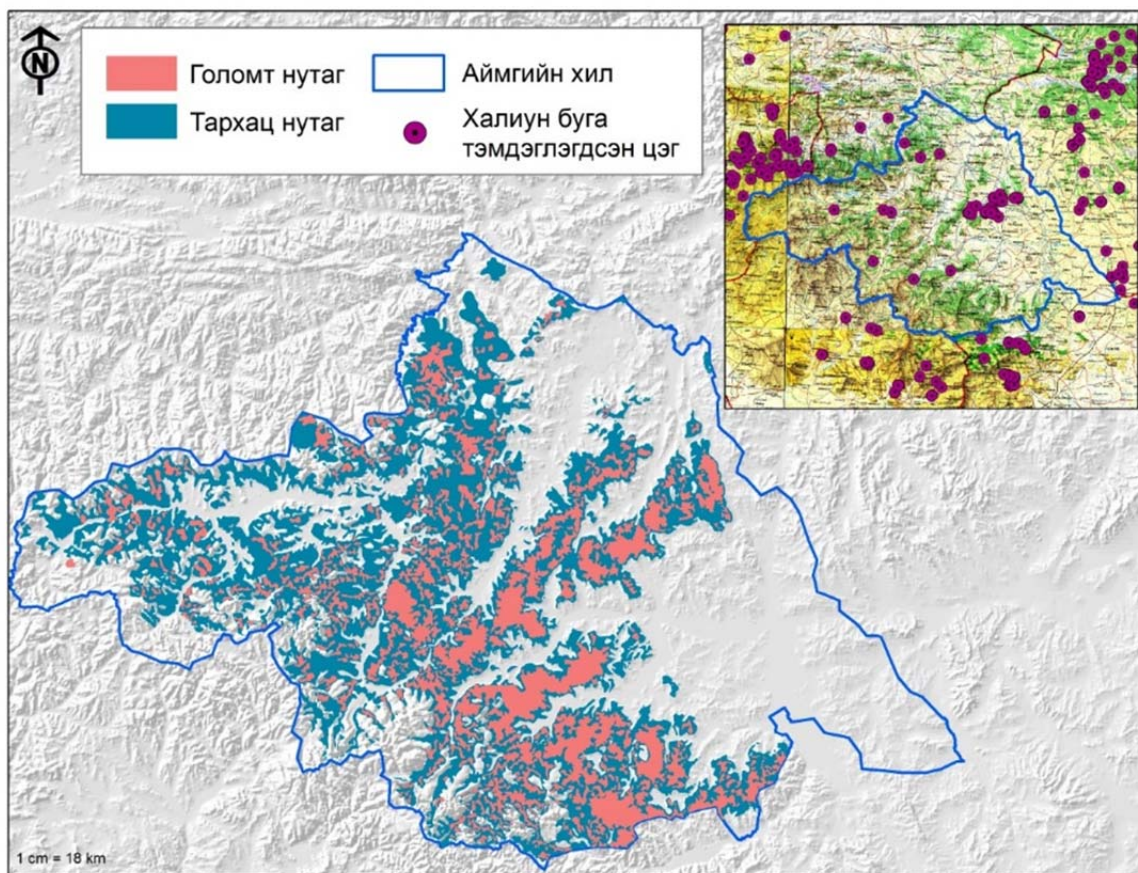 N
Голомт нутаг
Тархац нутаг
Аймгийн хил
Халиун буга
тэмдэглэгдсэн цэг
1 cm = 18 km